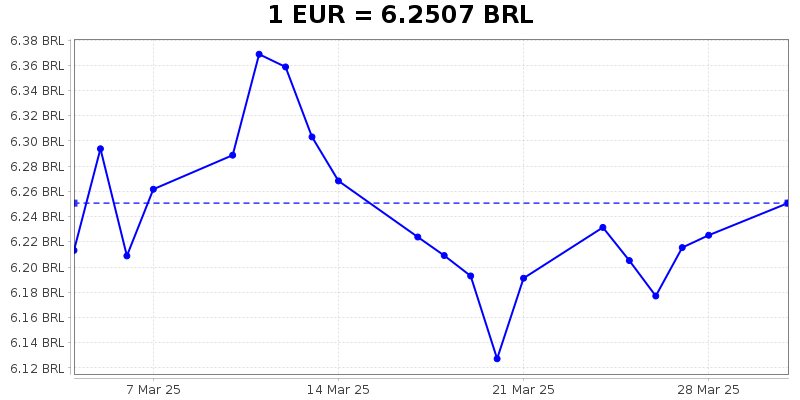 1 EUR = 6.2507 BRL
6.38 BRL
6.36 BRL
6.34 BRL
6.32 BRL
6.30 BRL
6.28 BRL
6.26 BRL
6.24 BRL
6.22 BRL
6.20 BRL
6.18 BRL
6.16 BRL
6.14 BRL
6.12 BRL
7 Mar 25 14 Mar 25 21 Mar 25 28 Mar 25